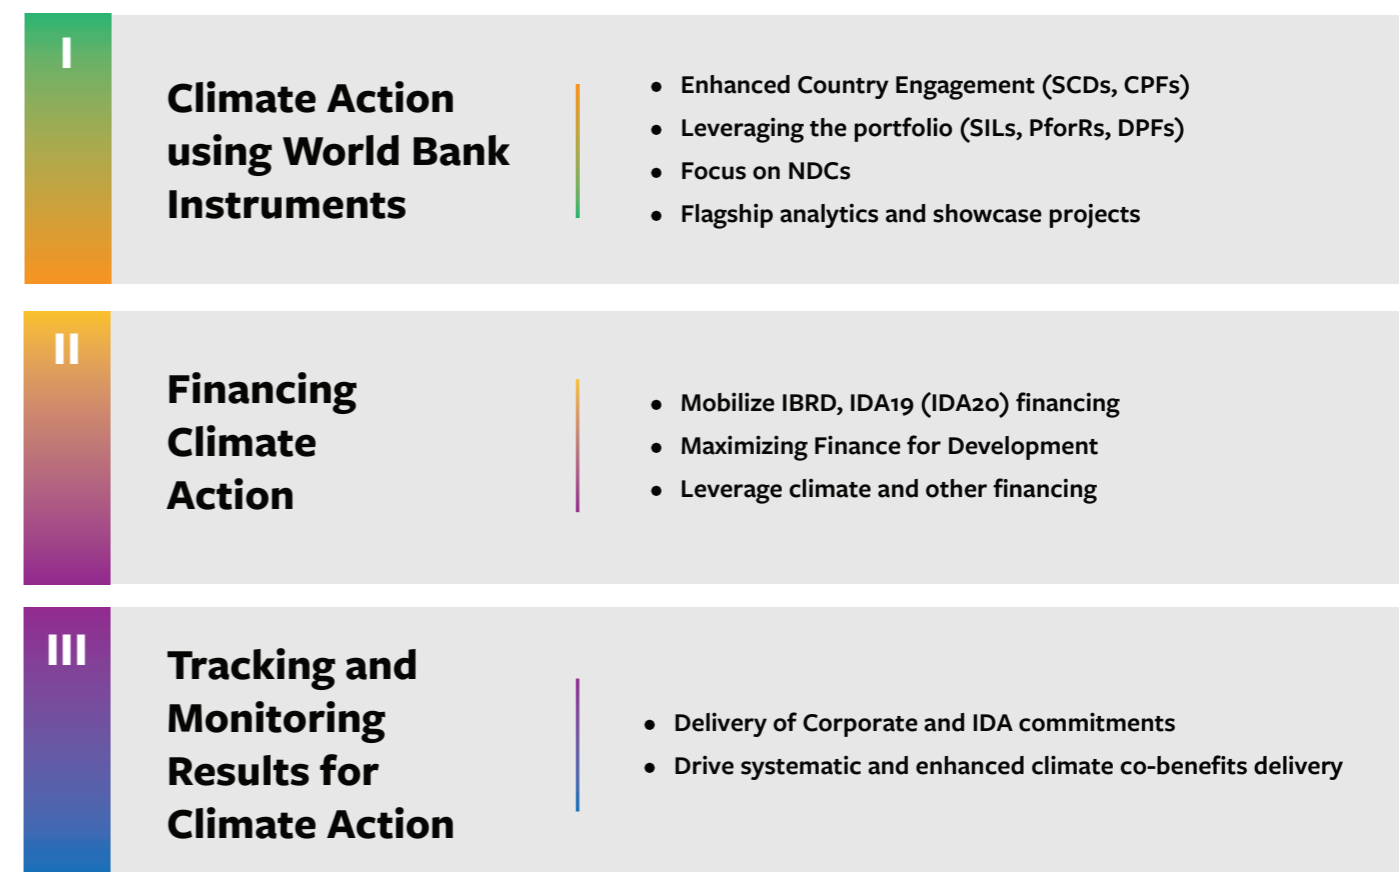 I
Climate Action
using World Bank
Instruments
• Enhanced Country Engagement (SCDs, CPFs)
• Leveraging the portfolio (SILs, PforRs, DPFs)
• Focus on NDCs
• Flagship analytics and showcase projects
II
Financing
Climate
Action
• Mobilize IBRD, IDA19 (IDA20) financing
• Maximizing Finance for Development
• Leverage climate and other financing
III
Tracking and
Monitoring
Results for
Climate Action
• Delivery of Corporate and IDA commitments
• Drive systematic and enhanced climate co-benefits delivery